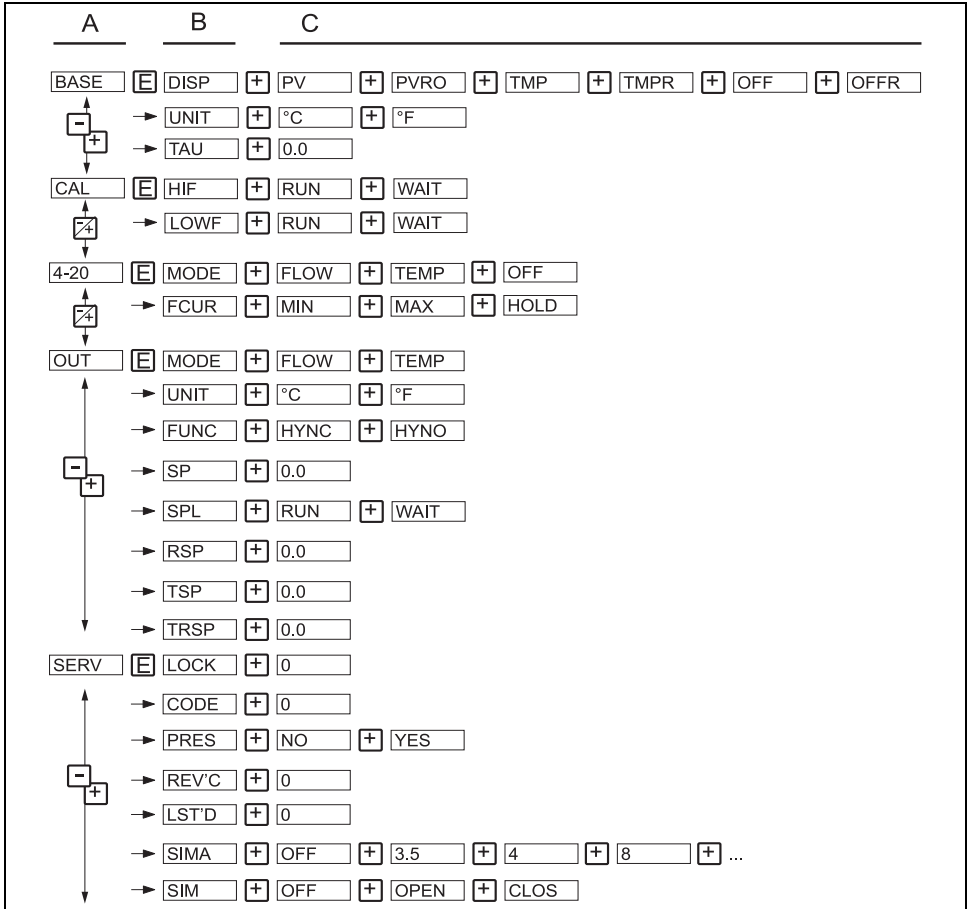 A B C
BASE E DISP + PV + PVRO + TMP + TMPR + OFF + OFFR
- +
UNIT + °C + °F
TAU + 0.0
CAL E HIF + RUN + WAIT
-/+
LOWF + RUN + WAIT
4-20 E MODE + FLOW + TEMP + OFF
-/+
FCUR + MIN + MAX + HOLD
OUT E MODE + FLOW + TEMP
UNIT + °C + °F
FUNC + HYNC + HYNO
- +
SP + 0.0
SPL + RUN + WAIT
RSP + 0.0
TSP + 0.0
TRSP + 0.0
SERV E LOCK + 0
CODE + 0
PRES + NO + YES
- +
REV'C + 0
LST'D + 0
SIMA + OFF + 3.5 + 4 + 8 + ...
SIM + OFF + OPEN + CLOS